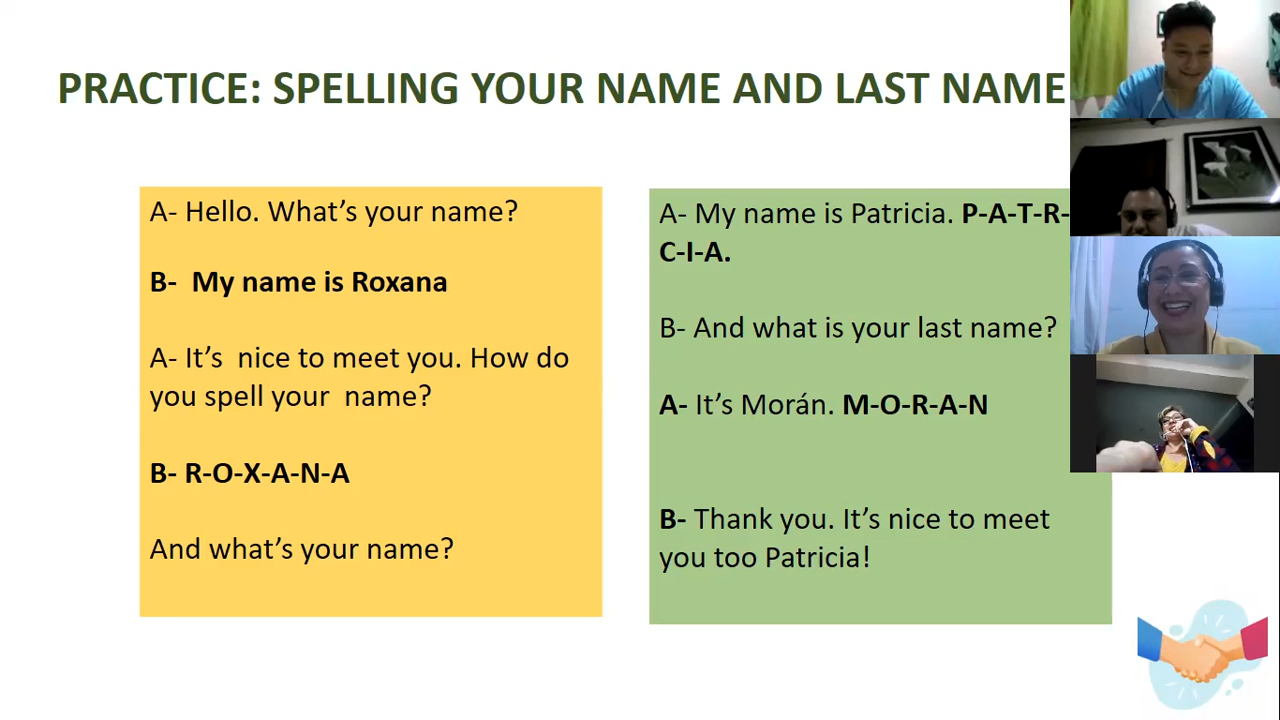 PRACTICE: SPELLING YOUR NAME AND LAST NAME
A- Hello. What’s your name?
B- My name is Roxana
A- It’s nice to meet you. How do
you spell your name?
B- R-O-X-A-N-A
And what’s your name?
A- My name is Patricia. P-A-T-R-
C-I-A.
B- And what is your last name?
A- It’s Morán. M-O-R-A-N
B- Thank you. It’s nice to meet
you too Patricia!